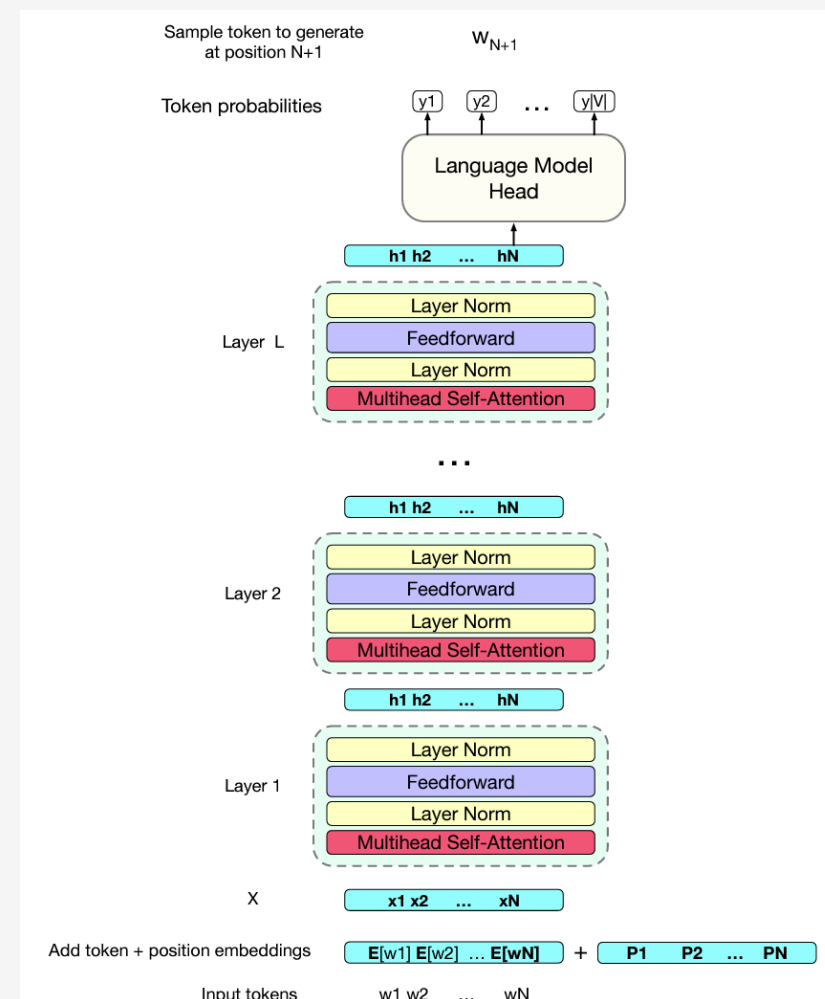 Sample token to generate
at position N+1
wN+1
Token probabilities
y1 y2 ... y|V|
Language Model
Head
h1 h2 ... hN
Layer L
Layer Norm
Feedforward
Layer Norm
Multihead Self-Attention
...
h1 h2 ... hN
Layer 2
Layer Norm
Feedforward
Layer Norm
Multihead Self-Attention
h1 h2 ... hN
Layer 1
Layer Norm
Feedforward
Layer Norm
Multihead Self-Attention
X
x1 x2 ... xN
Add token + position embeddings
E[w1] E[w2] ... E[wN] + P1 P2 ... PN
Input tokens
w1 w2 ... wN